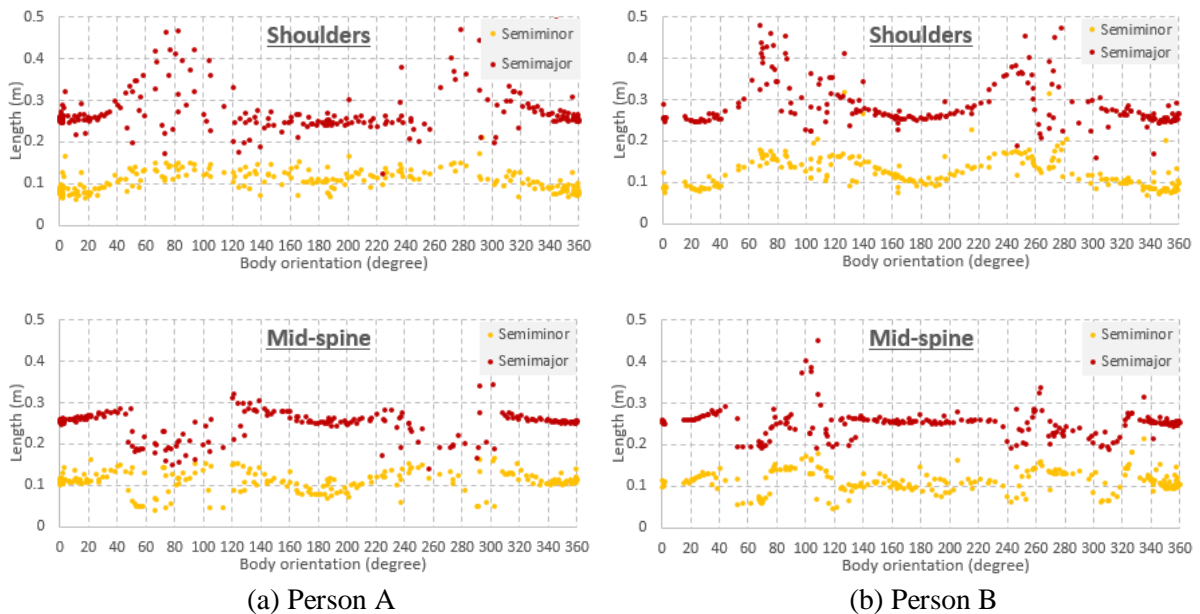 0.5
0.4
0.3
0.2
0.1
0
Length (m)
Shoulders
Semiminor
Semimajor
0 20 40 60 80 100 120 140 160 180 200 220 240 260 280 300 320 340 360
Body orientation (degree)
0.5
0.4
0.3
0.2
0.1
0
Length (m)
Shoulders
Semiminor
Semimajor
0 20 40 60 80 100 120 140 160 180 200 220 240 260 280 300 320 340 360
Body orientation (degree)
0.5
0.4
0.3
0.2
0.1
0
Length (m)
Mid-spine
Semiminor
Semimajor
0 20 40 60 80 100 120 140 160 180 200 220 240 260 280 300 320 340 360
Body orientation (degree)
0.5
0.4
0.3
0.2
0.1
0
Length (m)
Mid-spine
Semiminor
Semimajor
0 20 40 60 80 100 120 140 160 180 200 220 240 260 280 300 320 340 360
Body orientation (degree)
(a) Person A
(b) Person B